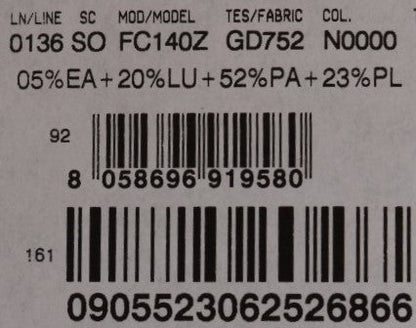 LN/LINE SC MOD/MODEL TES/FABRIC COL.
0136 SO FC140Z GD752 N0000
05%EA+20%LU+52%PA+23%PL
92
8 058696 919580
161
0905523062526866